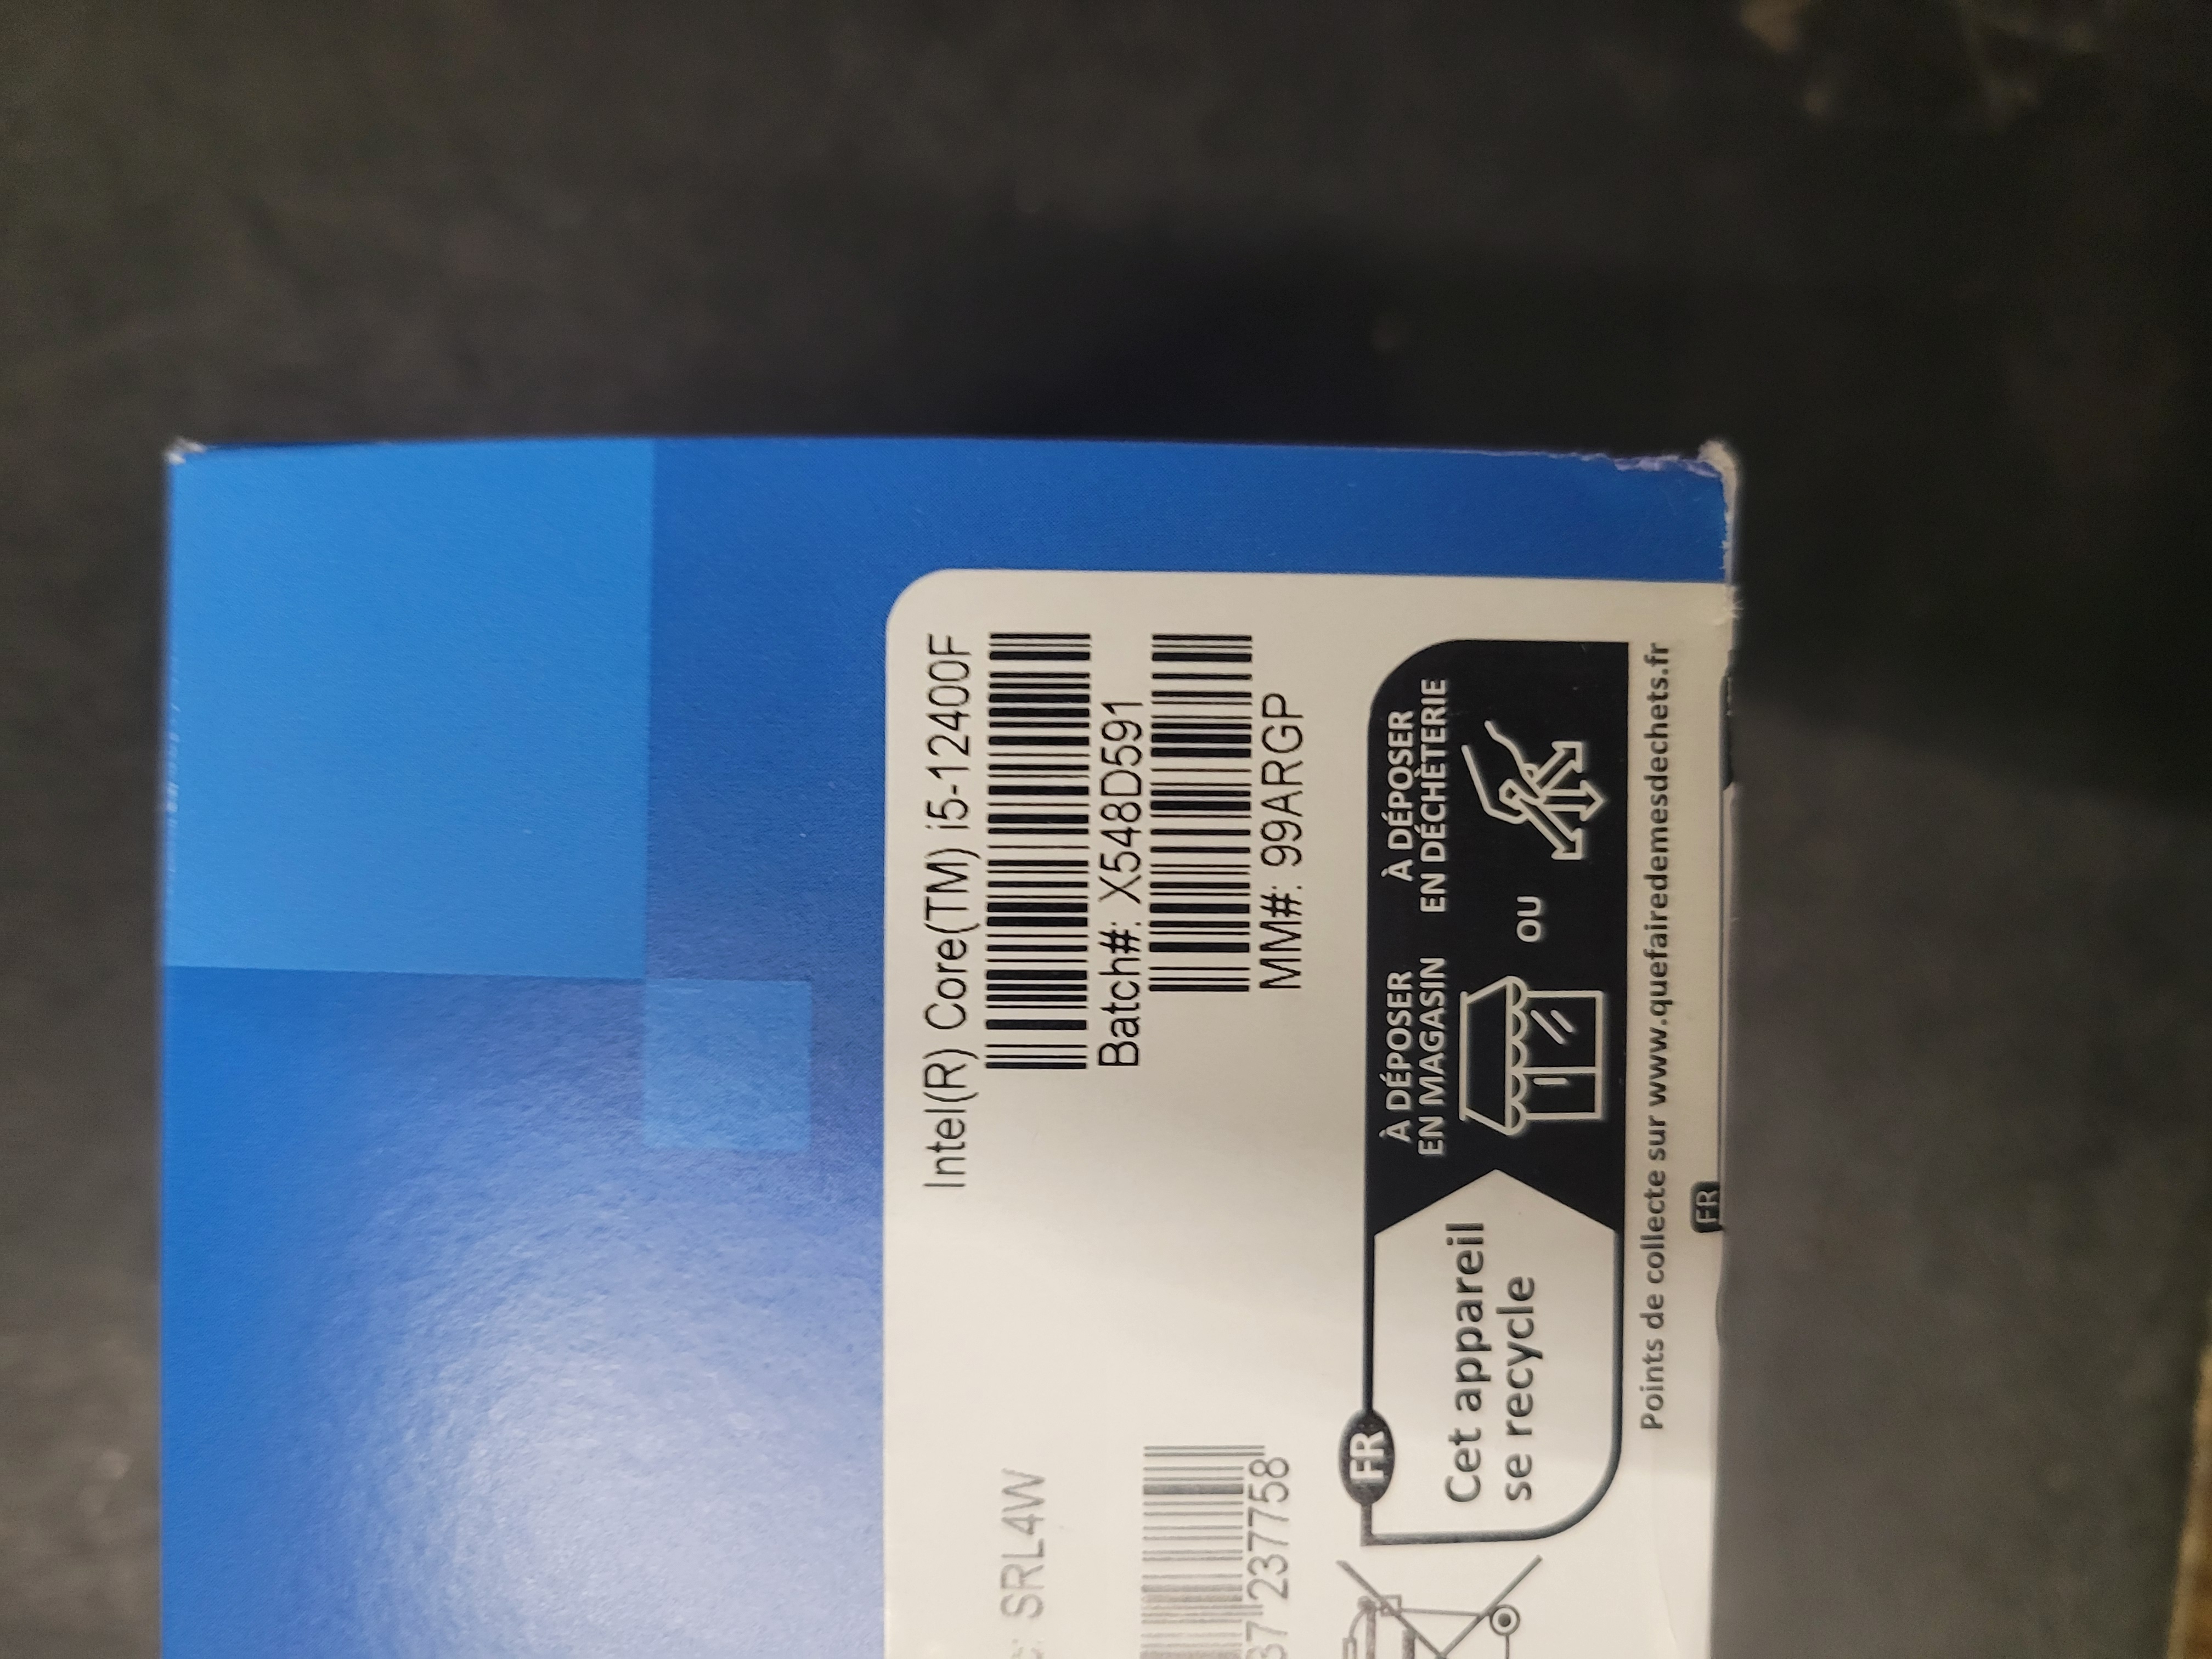 Intel(R) Core(TM) i5-12400F
Batch#: X548D591
MM#: 99ARGP
SRL4W
237758
FR
Cet appareil
se recycle
À DÉPOSER
EN MAGASIN
OU
À DÉPOSER
EN DÉCHÈTERIE
Points de collecte sur www.quefairedemesdechets.fr
FR